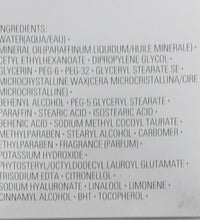 INGREDIENTS:
WATER(AQUA/EAU) •
MINERAL OIL(PARAFFINUM LIQUIDUM/HUILE MINERALE) •
CETYL ETHYLHEXANOATE • DIPROPYLENE GLYCOL •
GLYCERIN • PEG-6 • PEG-32 • GLYCERYL STEARATE SE •
MICROCRYSTALLINE WAX(CERA MICROCRISTALLINA/CIRE
MICROCRISTALLINE) •
BEHENYL ALCOHOL • PEG-5 GLYCERYL STEARATE •
PARAFFIN • STEARIC ACID • ISOSTEARIC ACID •
BEHENIC ACID • SODIUM METHYL COCOYL TAURATE •
METHYLPARABEN • STEARYL ALCOHOL • CARBOMER •
ETHYLPARABEN • FRAGRANCE (PARFUM) •
POTASSIUM HYDROXIDE •
PHYTOSTERYL/OCTYLDODECYL LAUROYL GLUTAMATE •
TRISODIUM EDTA • CITRONELLOL •
SODIUM HYALURONATE • LINALOOL • LIMONENE •
CINNAMYL ALCOHOL • BHT • TOCOPHEROL •